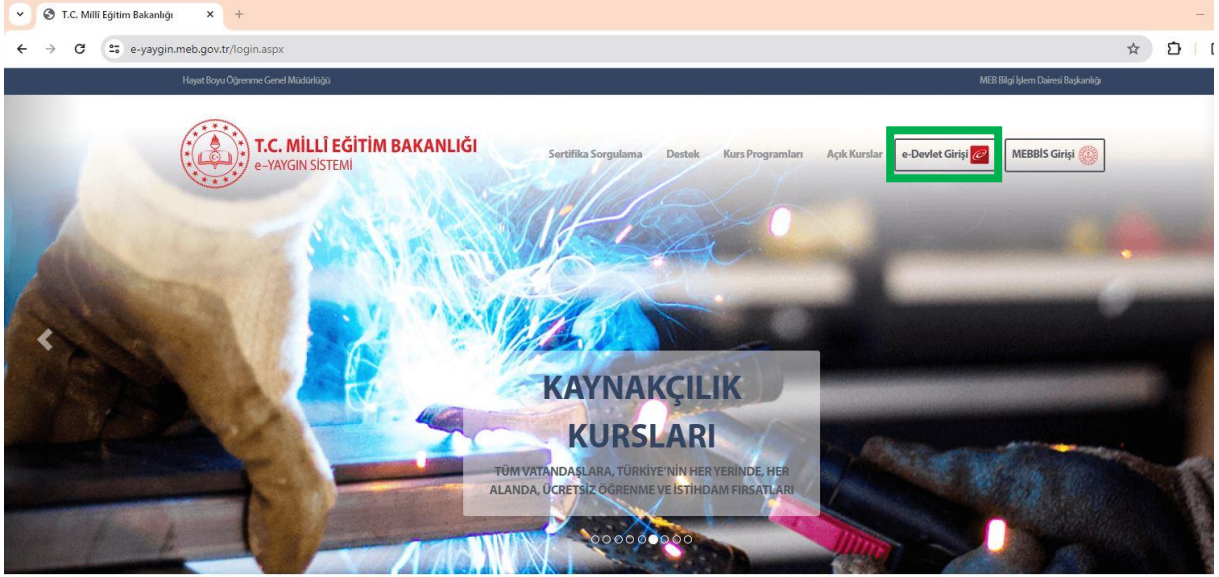 T.C. Millî Eğitim Bakanlığı
e-yaygin.meb.gov.tr/login.aspx
Hayat Boyu Öğrenme Genel Müdürlüğü
MEB Bilgi İşlem Dairesi Başkanlığı
T.C. MİLLÎ EĞİTİM BAKANLIĞI
e-YAYGIN SİSTEMİ
Sertifika Sorgulama Destek Kurs Programları Açık Kurslar e-Devlet Girişi MEBBİS Girişi
KAYNAKÇILIK
KURSLARI
TÜM VATANDAŞLARA, TÜRKİYE'NİN HER YERİNDE, HER
ALANDA, ÜCRETSİZ ÖĞRENME VE İSTİHDAM FIRSATLARI